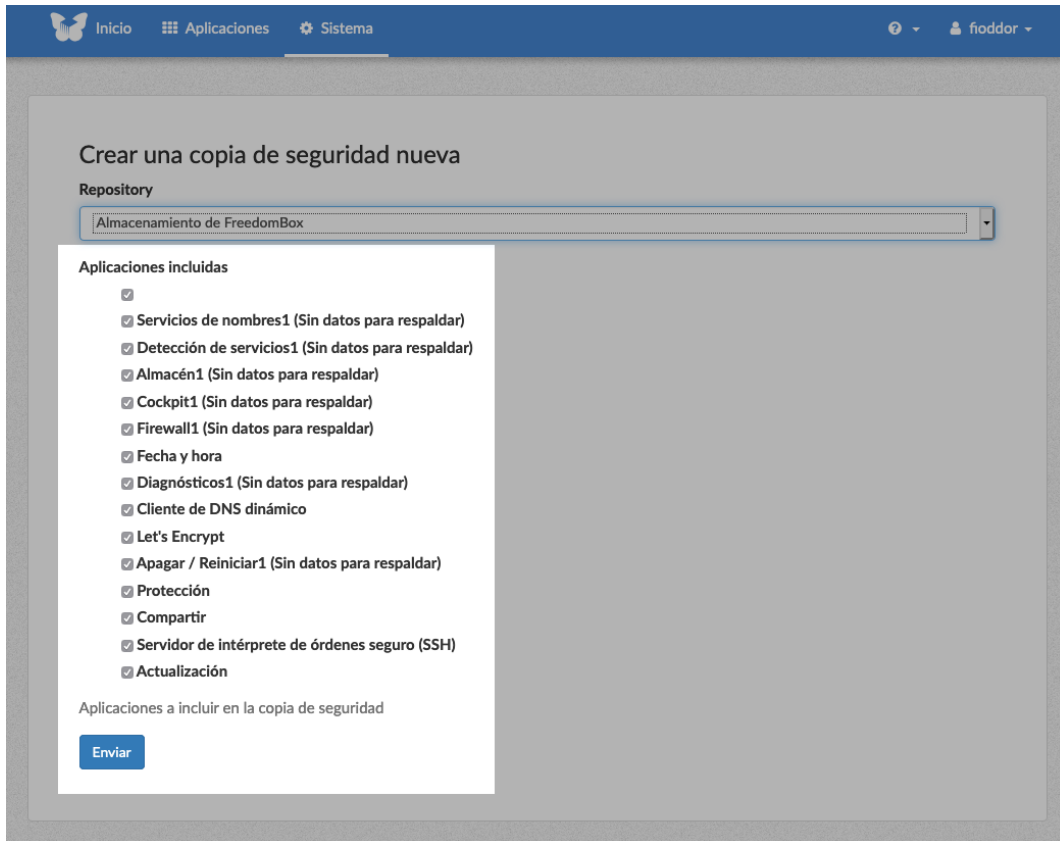 Inicio Aplicaciones Sistema fioddor
Crear una copia de seguridad nueva
Repository
Almacenamiento de FreedomBox
Aplicaciones incluidas
Servicios de nombres1 (Sin datos para respaldar)
Detección de servicios1 (Sin datos para respaldar)
Almacén1 (Sin datos para respaldar)
Cockpit1 (Sin datos para respaldar)
Firewall1 (Sin datos para respaldar)
Fecha y hora
Diagnósticos1 (Sin datos para respaldar)
Cliente de DNS dinámico
Let's Encrypt
Apagar / Reiniciar1 (Sin datos para respaldar)
Protección
Compartir
Servidor de intérprete de órdenes seguro (SSH)
Actualización
Aplicaciones a incluir en la copia de seguridad
Enviar